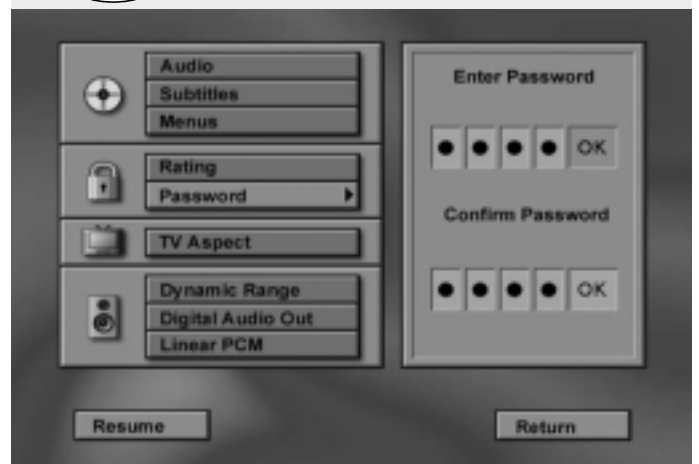 Audio
Subtitles
Menus
Rating
Password
TV Aspect
Dynamic Range
Digital Audio Out
Linear PCM
Enter Password
OK
Confirm Password
OK
Resume
Return